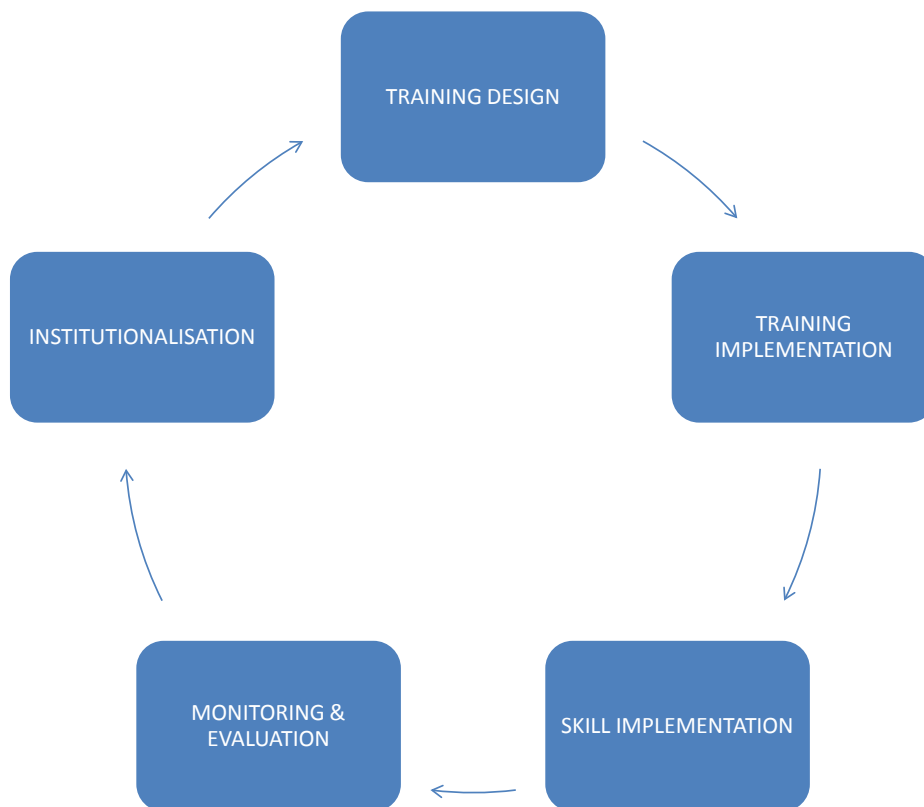 TRAINING DESIGN
TRAINING
IMPLEMENTATION
SKILL IMPLEMENTATION
MONITORING &
EVALUATION
INSTITUTIONALISATION